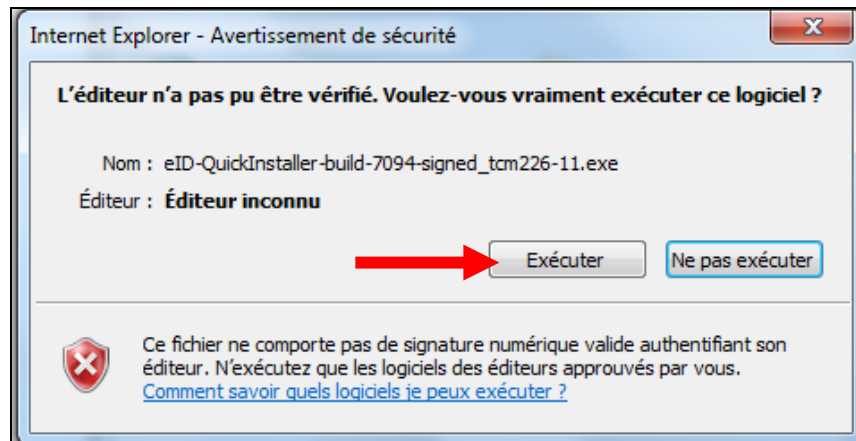 Internet Explorer - Avertissement de sécurité
L'éditeur n'a pas pu être vérifié. Voulez-vous vraiment exécuter ce logiciel ?
Nom : eID-QuickInstaller-build-7094-signed_tcm226-11.exe
Éditeur : Éditeur inconnu
Exécuter Ne pas exécuter
Ce fichier ne comporte pas de signature numérique valide authentifiant son
éditeur. N'exécutez que les logiciels des éditeurs approuvés par vous.
Comment savoir quels logiciels je peux exécuter ?